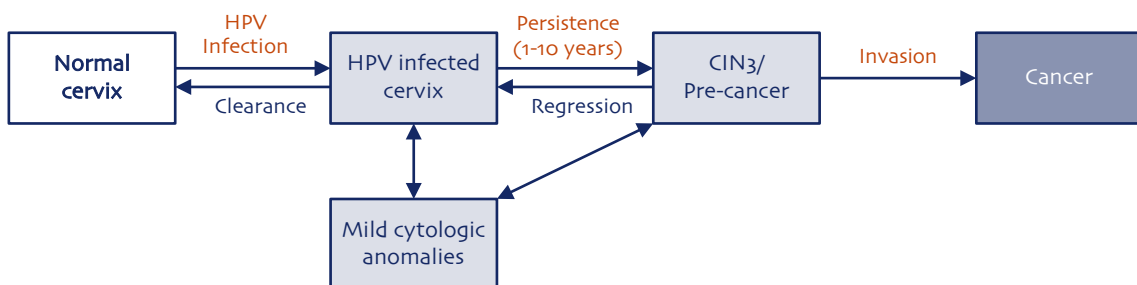 Normal
cervix
HPV
Infection
Clearance
HPV infected
cervix
Persistence
(1-10 years)
Regression
CIN3/
Pre-cancer
Invasion
Cancer
Mild cytologic
anomalies